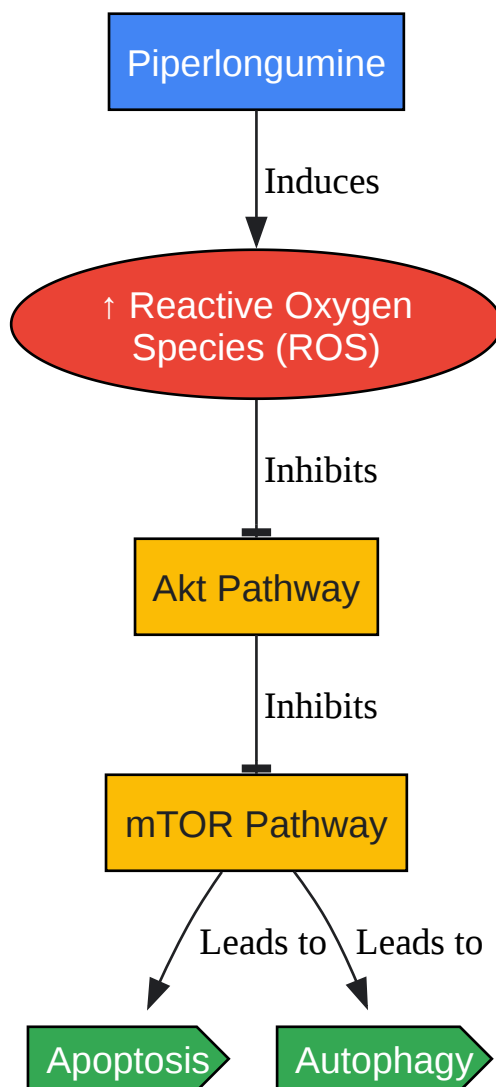 Piperlongumine
Induces
↑ Reactive Oxygen
Species (ROS)
Inhibits
Akt Pathway
Inhibits
mTOR Pathway
Leads to
Leads to
Apoptosis
Autophagy